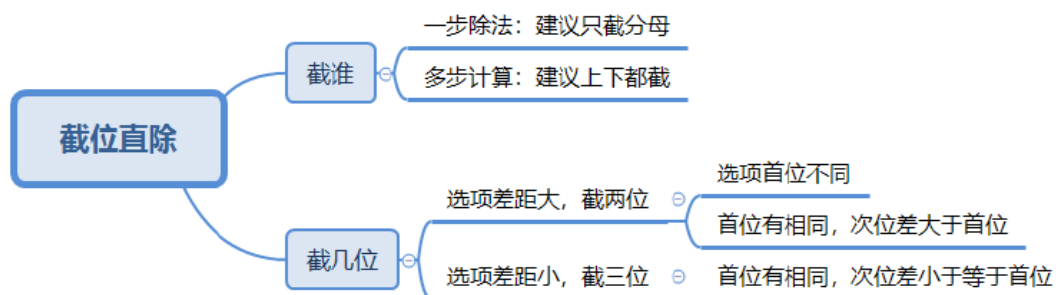 截位直除
截谁
一步除法：建议只截分母
多步计算：建议上下都截
截几位
选项差距大，截两位
选项首位不同
首位有相同，次位差大于首位
选项差距小，截三位
首位有相同，次位差小于等于首位